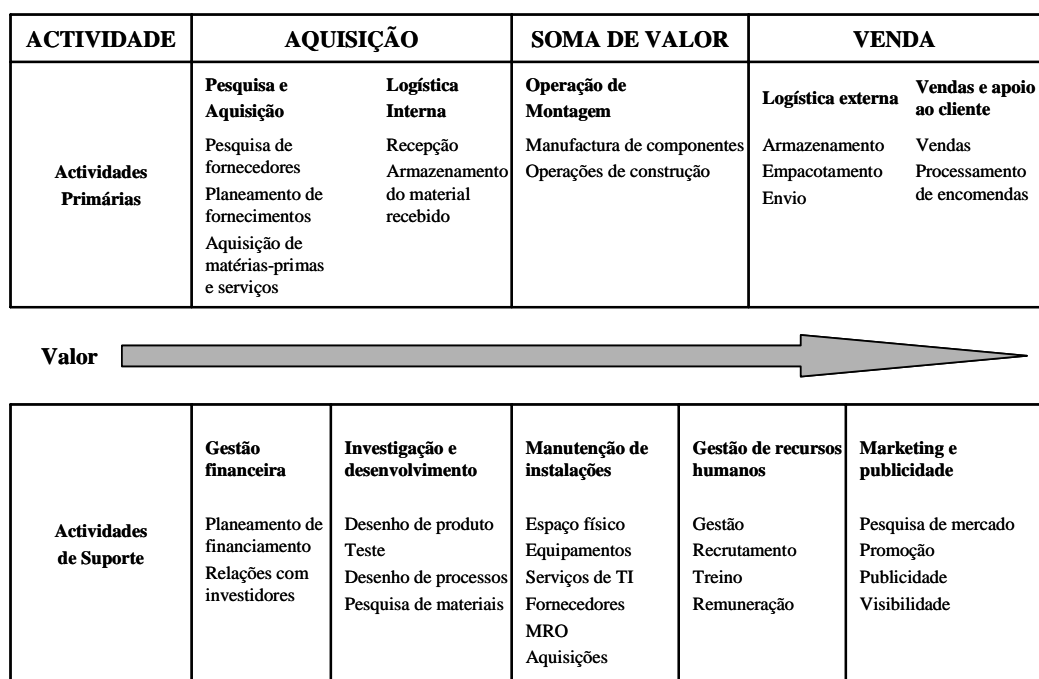 ACTIVIDADE
AQUISIÇÃO
SOMA DE VALOR
VENDA
Actividades
Primárias
Pesquisa e
Aquisição
Pesquisa de
fornecedores
Planeamento de
fornecimentos
Aquisição de
matérias-primas
e serviços
Logística
Interna
Recepção
Armazenamento
do material
recebido
Operação de
Montagem
Manufactura de componentes
Operações de construção
Logística externa
Armazenamento
Empacotamento
Envio
Vendas e apoio
ao cliente
Vendas
Processamento
de encomendas
Valor
Actividades
de Suporte
Gestão
financeira
Planeamento de
financiamento
Relações com
investidores
Investigação e
desenvolvimento
Desenho de produto
Teste
Desenho de processos
Pesquisa de materiais
Manutenção de
instalações
Espaço físico
Equipamentos
Serviços de TI
Fornecedores
MRO
Aquisições
Gestão de recursos
humanos
Gestão
Recrutamento
Treino
Remuneração
Marketing e
publicidade
Pesquisa de mercado
Promoção
Publicidade
Visibilidade